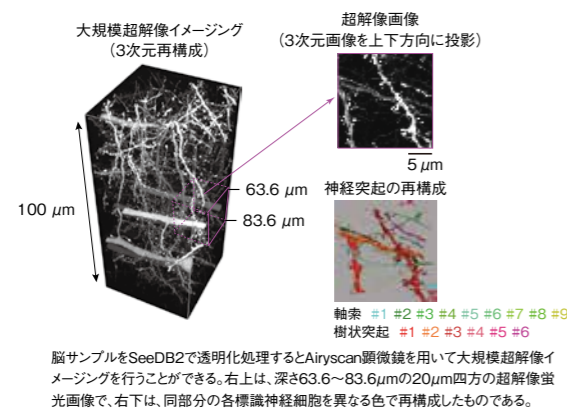 大規模超解像イメージング
（3次元再構成）
超解像画像
（3次元画像を上下方向に投影）
5 μm
63.6 μm
83.6 μm
100 μm
神経突起の再構成
軸索 #1 #2 #3 #4 #5 #6 #7 #8 #9
樹状突起 #1 #2 #3 #4 #5 #6
脳サンプルをSeeDB2で透明化処理するとAiryscan顕微鏡を用いて大規模超解像イ
メージングを行うことができる。右上は、深さ63.6〜83.6μmの20μm四方の超解像蛍
光画像で、右下は、同部分の各標識神経細胞を異なる色で再構成したものである。